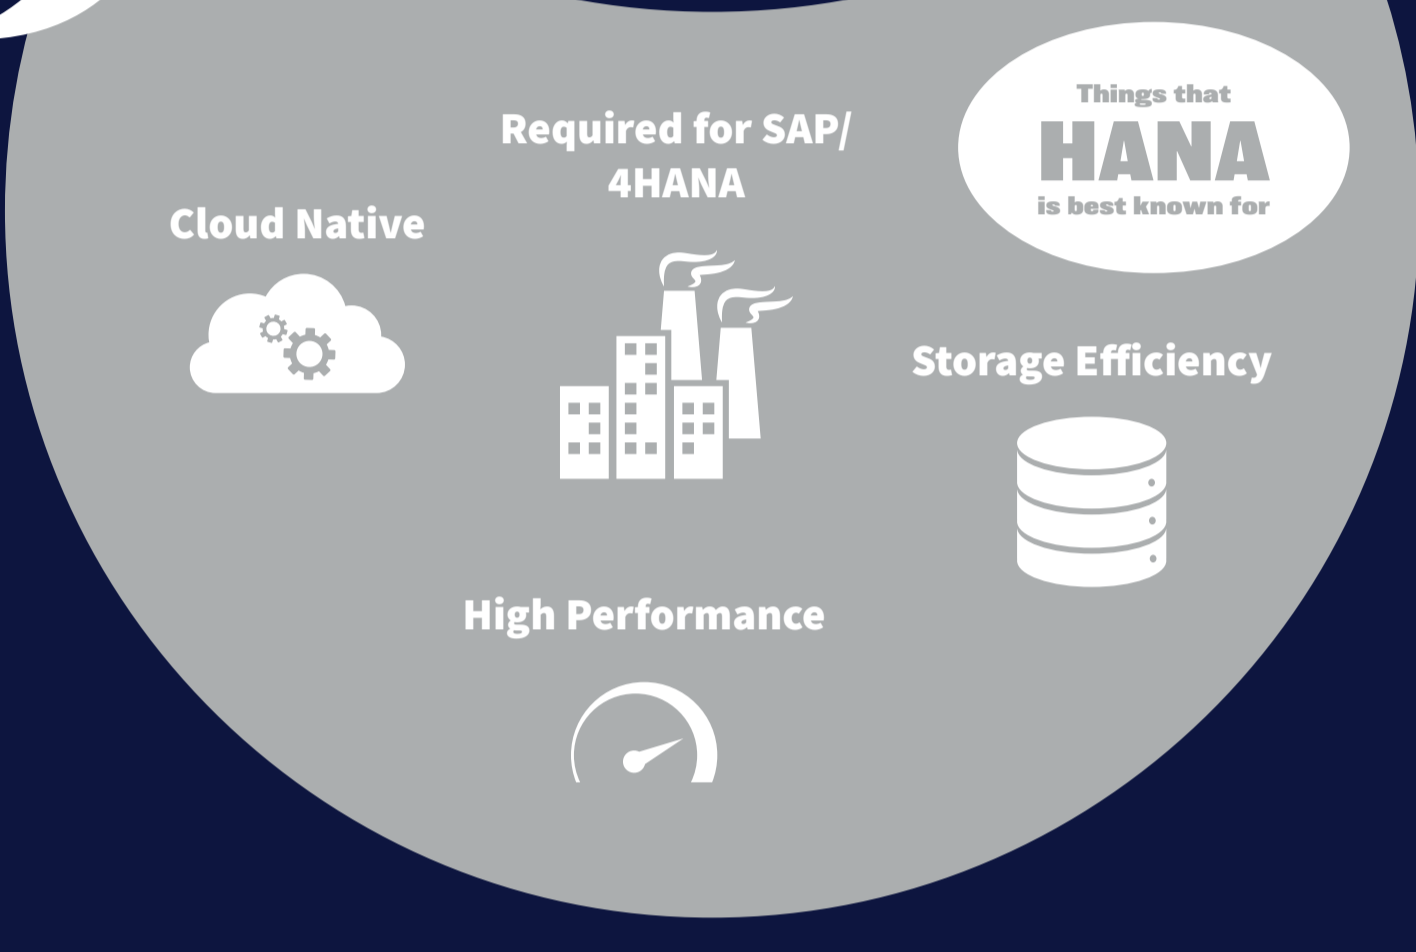 Things that
HANA
is best known for
Required for SAP/
4HANA
Cloud Native
Storage Efficiency
High Performance